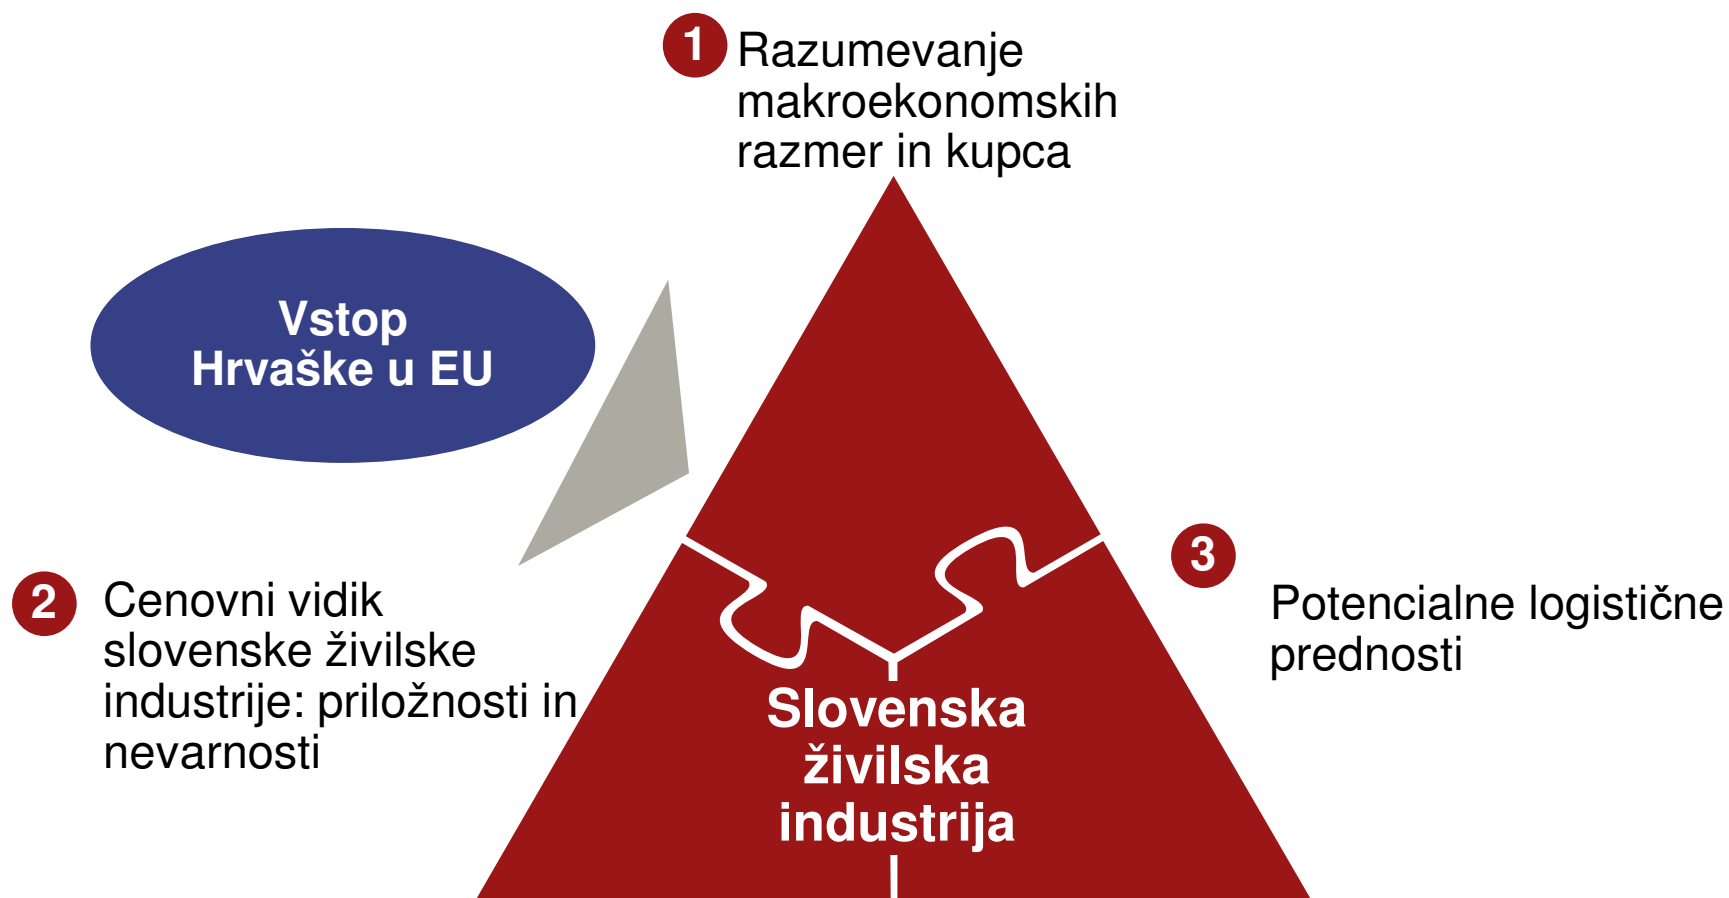 1
Razumevanje
makroekonomskih
razmer in kupca
Vstop
Hrvaške u EU
2
Cenovni vidik
slovenske živilske
industrije: priložnosti in
nevarnosti
3
Potencialne logistične
prednosti
Slovenska
živilska
industrija